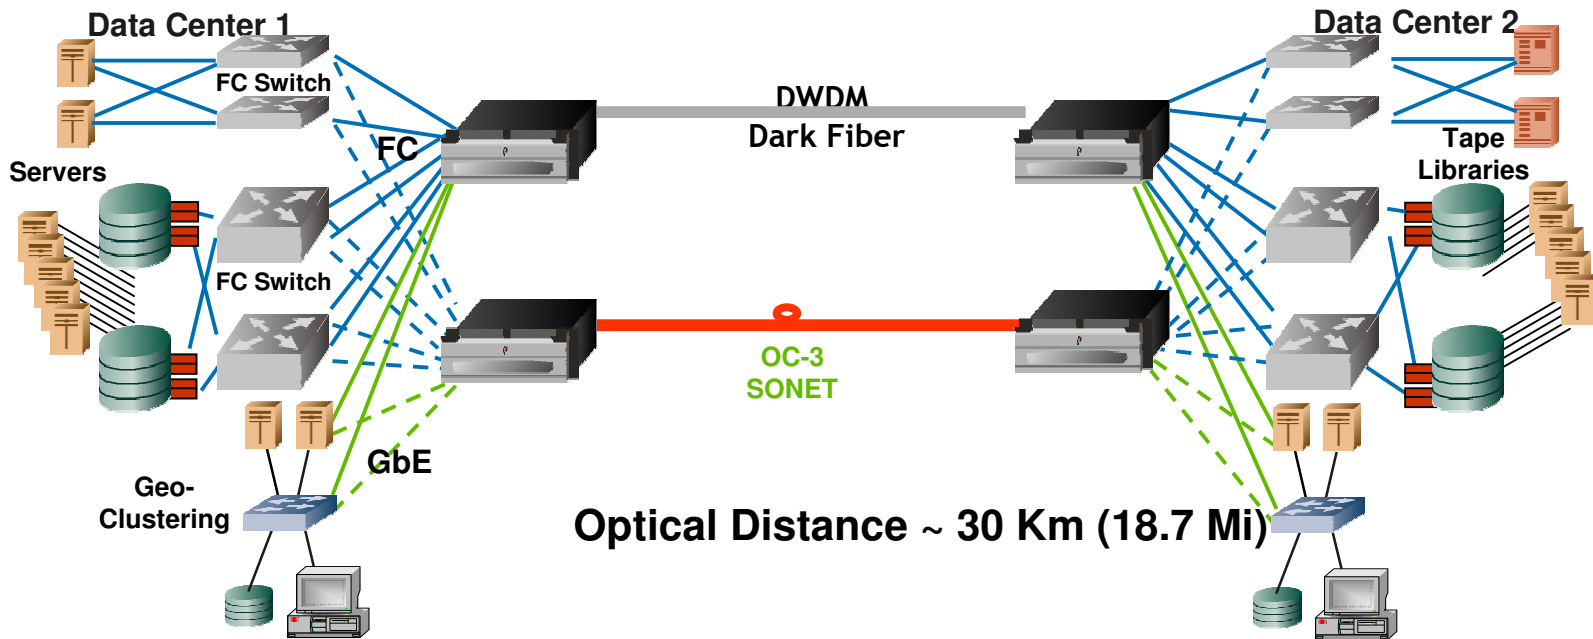 Data Center 1
Data Center 2
FC Switch
DWDM
Dark Fiber
FC
Tape
Libraries
Servers
FC Switch
OC-3
SONET
GbE
Geo-
Clustering
Optical Distance ~ 30 Km (18.7 Mi)